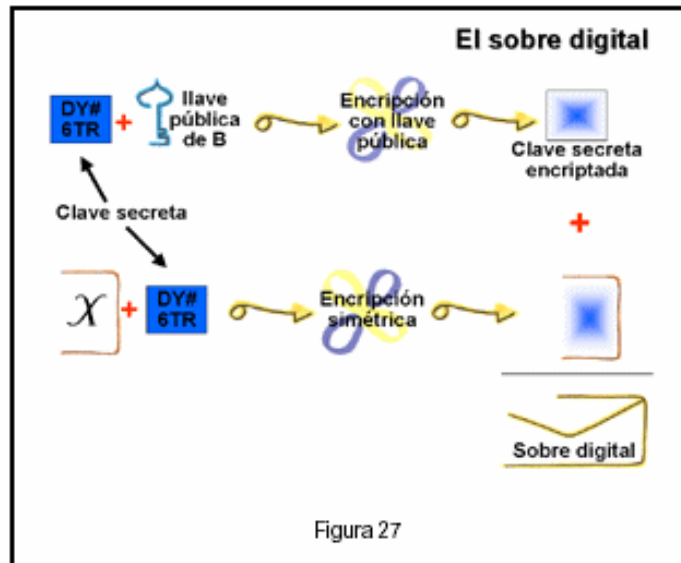 El sobre digital
DY#
6TR
+
llave
pública
de B
Encripción
con llave
pública
Clave secreta
encriptada
Clave secreta
+
X
+
DY#
6TR
Encripción
simétrica
Sobre digital
Figura 27